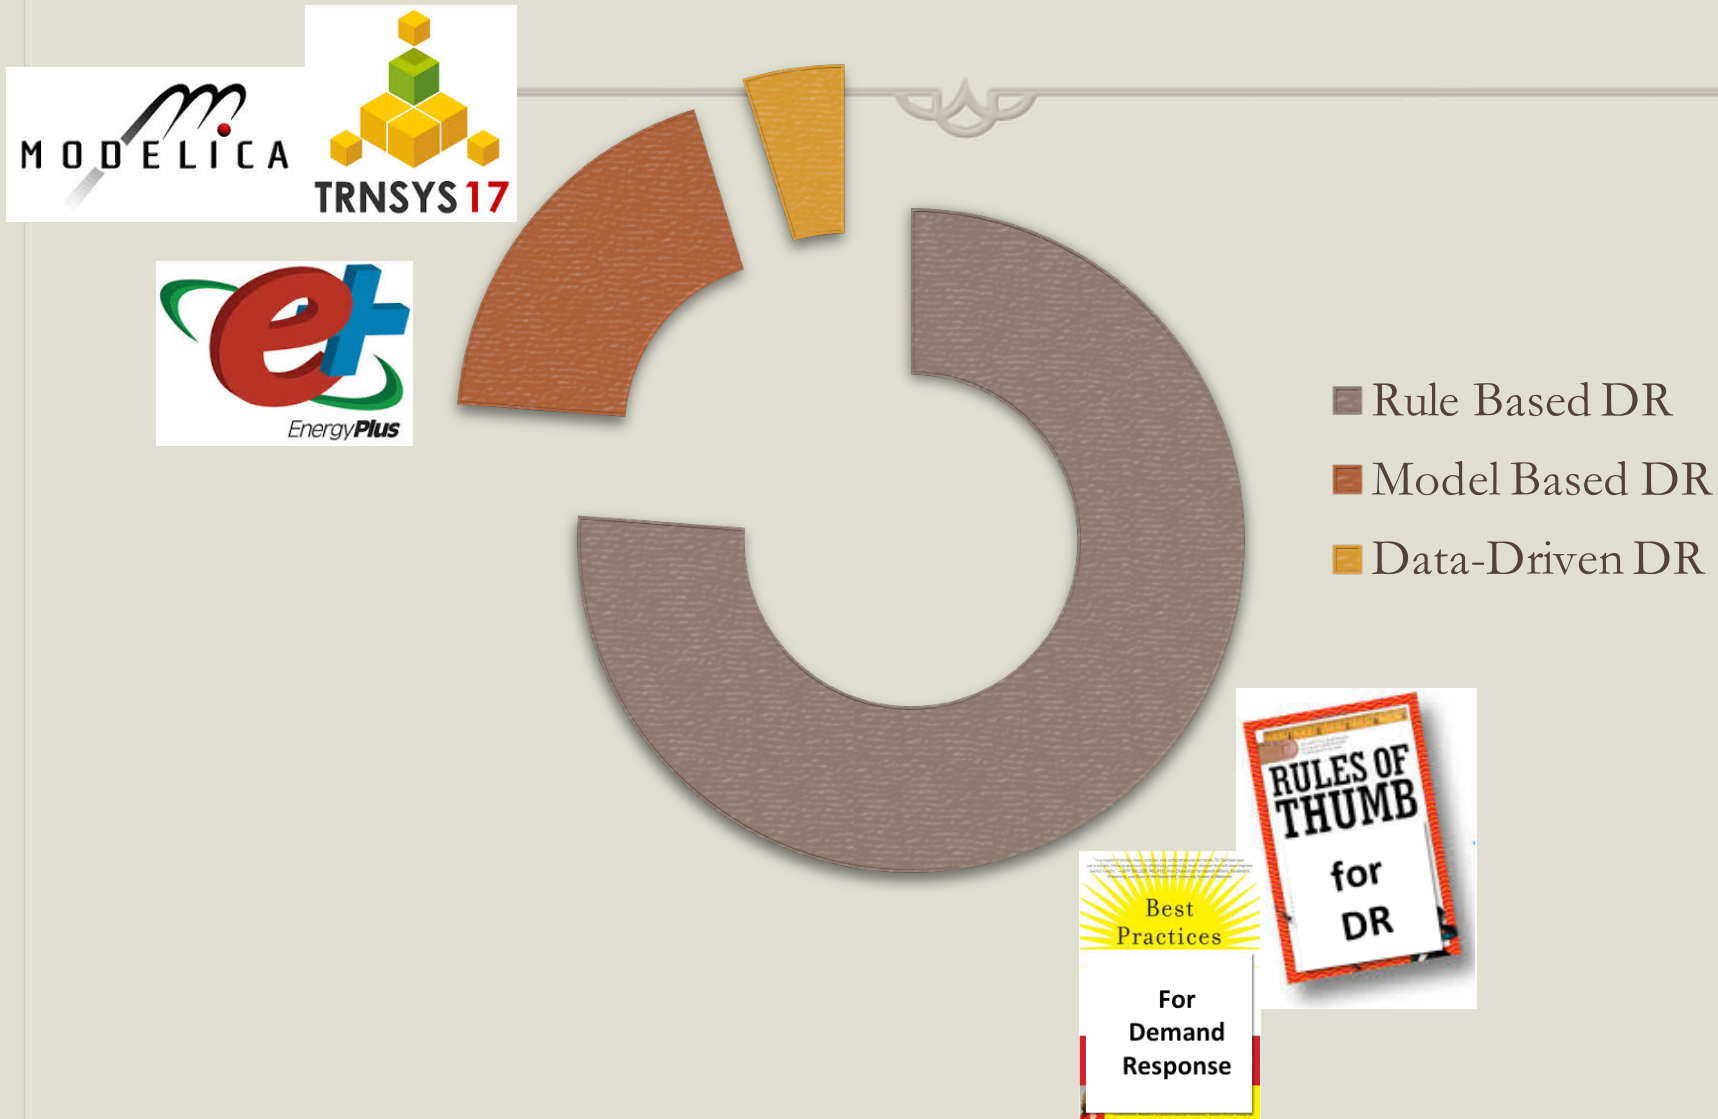 MODELICA
TRNSYS 17
EnergyPlus
Rule Based DR
Model Based DR
Data-Driven DR
RULES OF
THUMB
for
DR
Best
Practices
For
Demand
Response